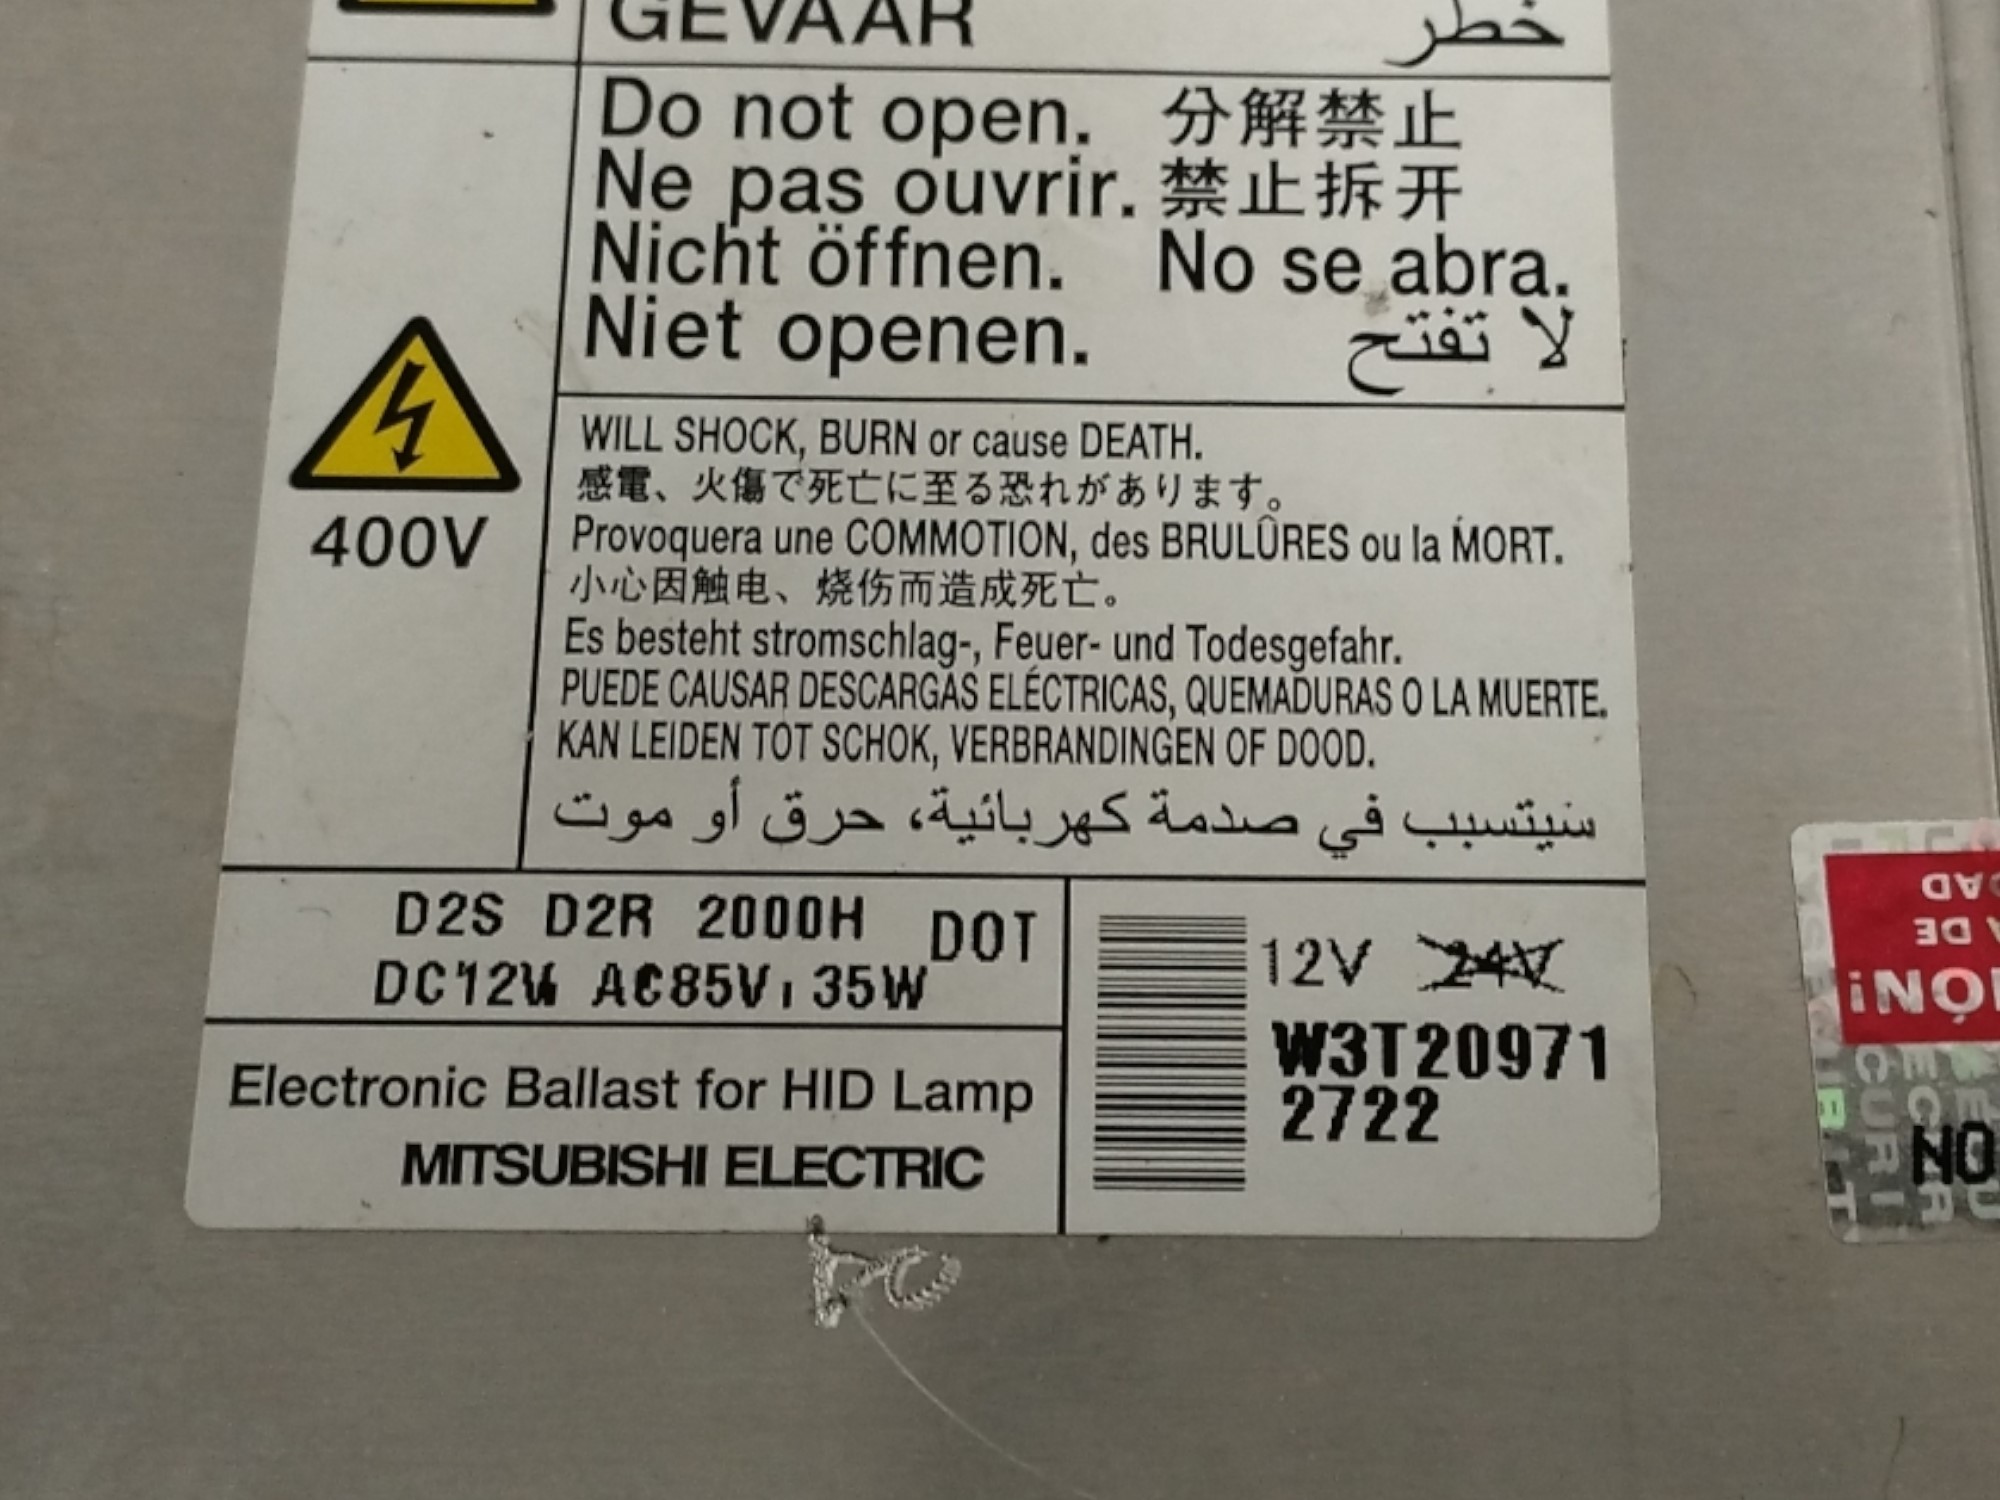 GEVAAR خطر
Do not open. 分解禁止
Ne pas ouvrir. 禁止拆开
Nicht öffnen. No se abra.
Niet openen. لا تفتح
400V
WILL SHOCK, BURN or cause DEATH.
感電、火傷で死亡に至る恐れがあります。
Provoquera une COMMOTION, des BRULÛRES ou la MORT.
小心因触电、烧伤而造成死亡。
Es besteht stromschlag-, Feuer- und Todesgefahr.
PUEDE CAUSAR DESCARGAS ELÉCTRICAS, QUEMADURAS O LA MUERTE.
KAN LEIDEN TOT SCHOK, VERBRANDINGEN OF DOOD.
سيتسبب في صدمة كهربائية، حرق أو موت
D2S D2R 2000H DOT
DC12V AC85V, 35W
Electronic Ballast for HID Lamp
MITSUBISHI ELECTRIC
12V 24V
W3T20971
2722
DE
NO